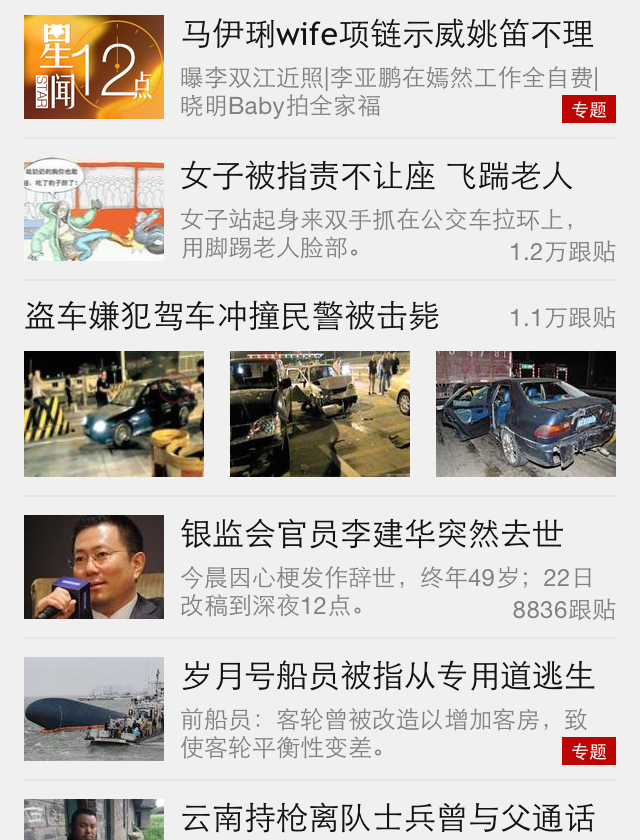 星
STAR
闻
12
点
马伊琍wife项链示威姚笛不理
曝李双江近照|李亚鹏在嫣然工作全自费|
晓明Baby拍全家福
专题
女子被指责不让座 飞踹老人
女子站起身来双手抓在公交车拉环上，
用脚踢老人脸部。
1.2万跟贴
盗车嫌犯驾车冲撞民警被击毙
1.1万跟贴
银监会官员李建华突然去世
今晨因心梗发作辞世，终年49岁；22日
改稿到深夜12点。
8836跟贴
岁月号船员被指从专用道逃生
前船员：客轮曾被改造以增加客房，致
使客轮平衡性变差。
专题
云南持枪离队士兵曾与父通话